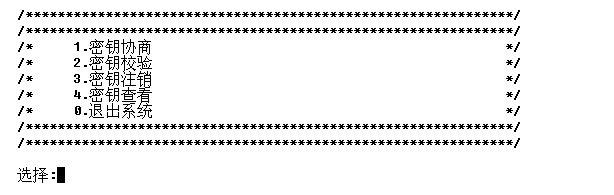 /**************************************************************/
/**************************************************************/
/*     1.密钥协商                                            */
/*     2.密钥校验                                            */
/*     3.密钥注销                                            */
/*     4.密钥查看                                            */
/*     0.退出系统                                            */
/**************************************************************/
/**************************************************************/
选择: